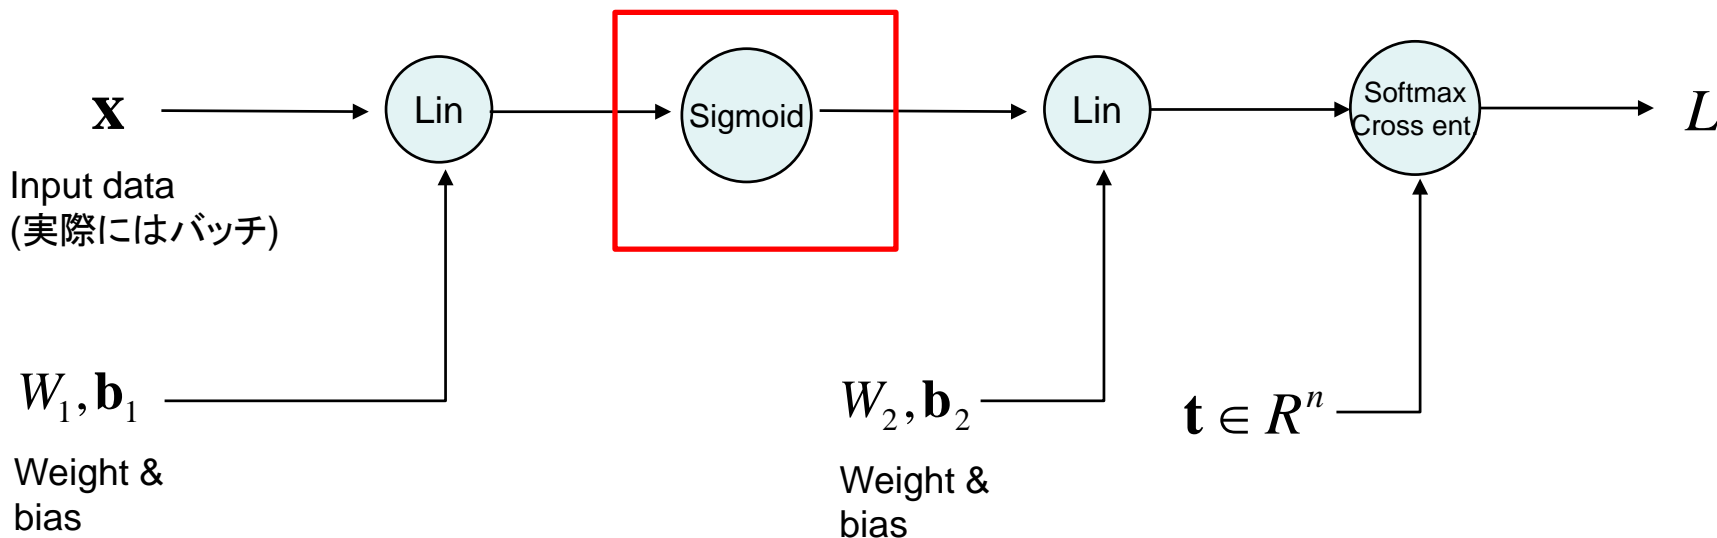 x
Lin
Sigmoid
Lin
Softmax
Cross ent.
L
Input data
(実際にはバッチ)
W₁, b₁
Weight &
bias
W₂, b₂
Weight &
bias
t ∈ Rⁿ